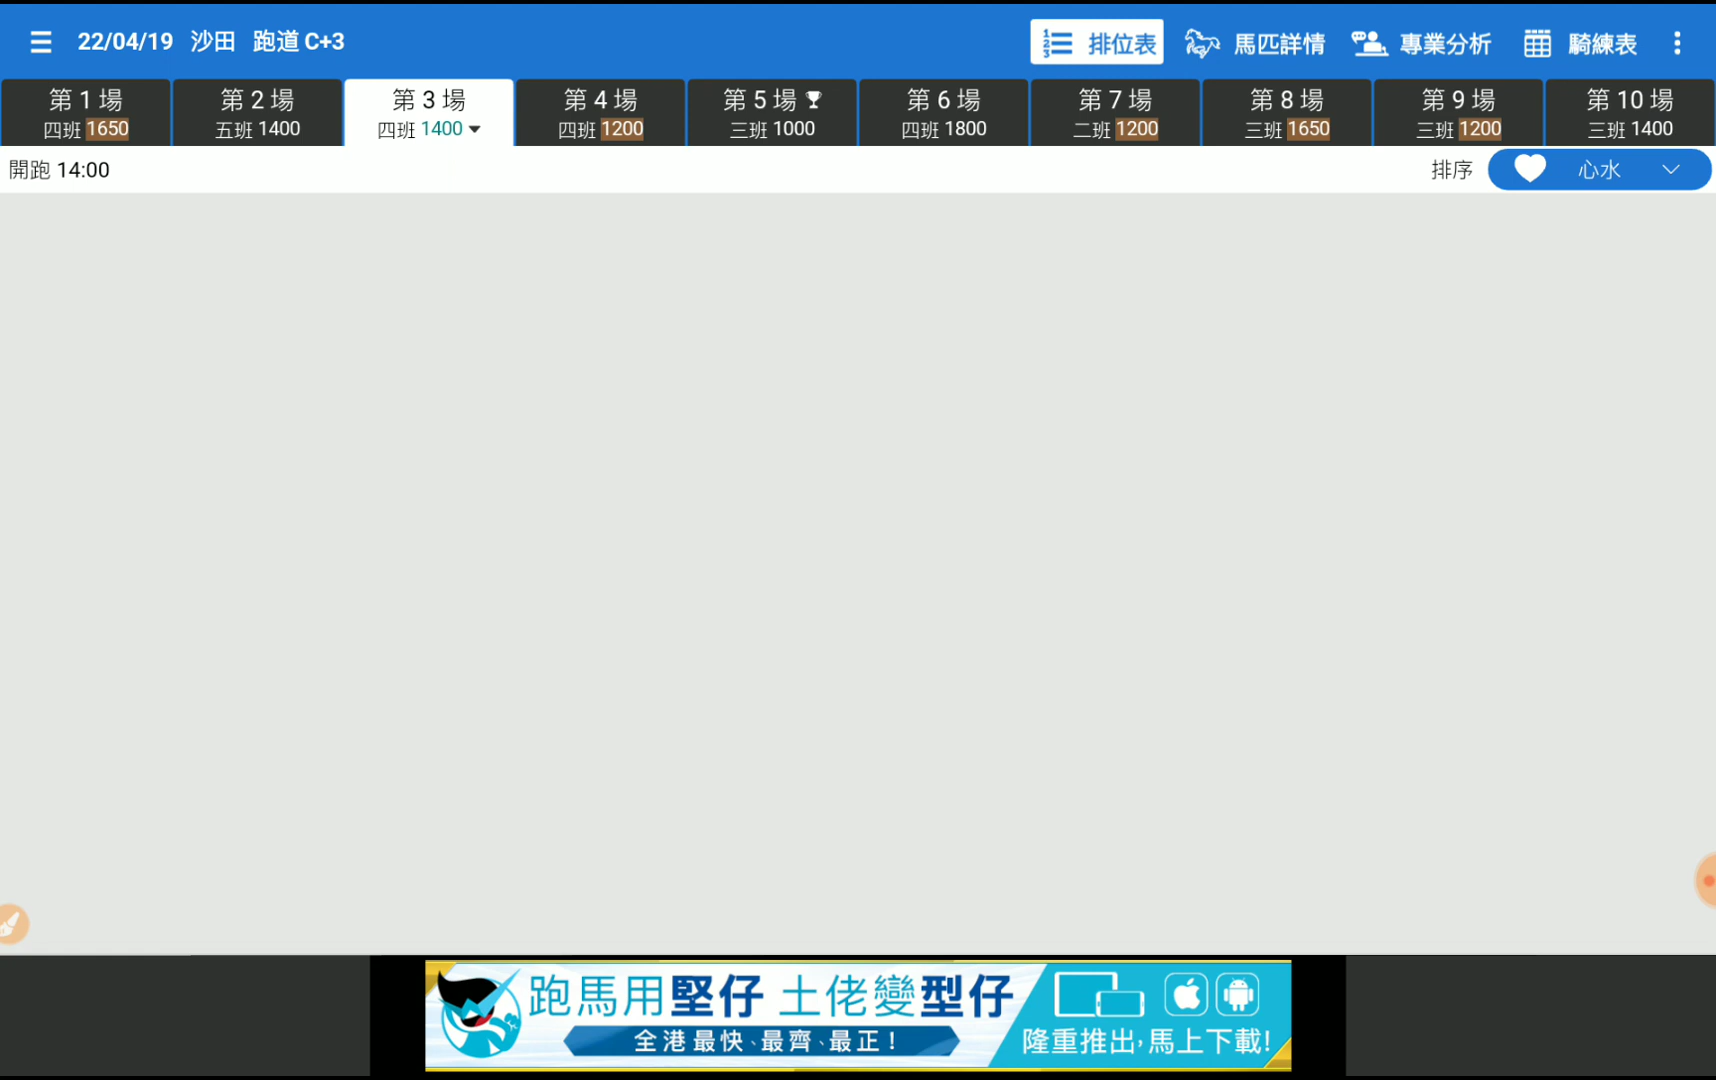 22/04/19 沙田 跑道 C+3
排位表
馬匹詳情
專業分析
騎練表
第 1 場
四班 1650
第 2 場
五班 1400
第 3 場
四班 1400
第 4 場
四班 1200
第 5 場
三班 1000
第 6 場
四班 1800
第 7 場
二班 1200
第 8 場
三班 1650
第 9 場
三班 1200
第 10 場
三班 1400
開跑 14:00
排序
心水
跑馬用堅仔 土佬變型仔
全港最快、最齊、最正！
隆重推出，馬上下載！